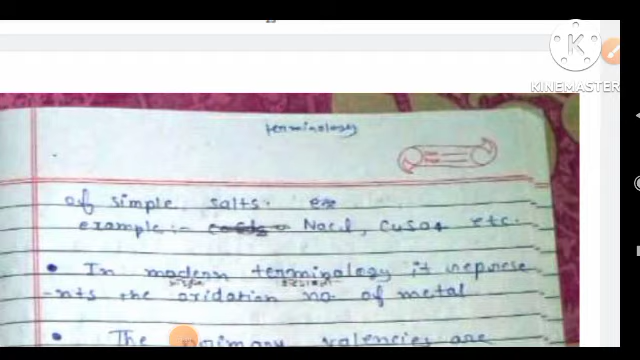 KINEMASTER
terminology
of simple salts.
example:- Nacl, CuSO4 etc.
• In modern terminology it represe
-nts the oxidation no of metal
• The primary valencies are